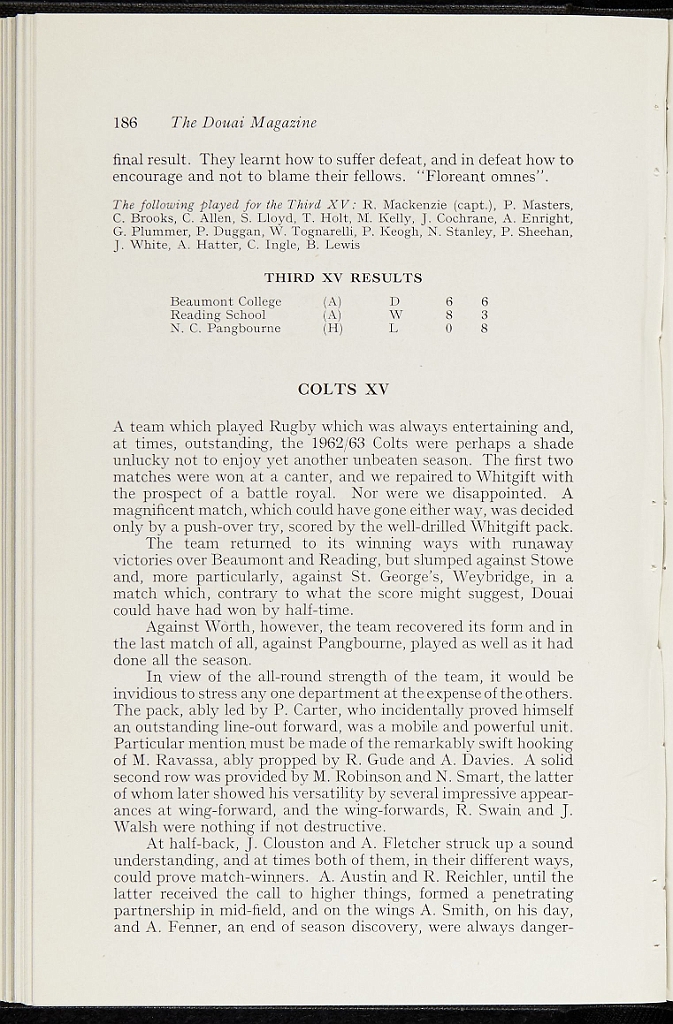 186 The Douai Magazine
final result. They learnt how to suffer defeat, and in defeat how to
encourage and not to blame their fellows. "Floreant omnes".
The following played for the Third XV: R. Mackenzie (capt.), P. Masters,
C. Brooks, C. Allen, S. Lloyd, T. Holt, M. Kelly, J. Cochrane, A. Enright,
G. Plummer, P. Duggan, W. Tognarelli, P. Keogh, N. Stanley, P. Sheehan,
J. White, A. Hatter, C. Ingle, B. Lewis
THIRD XV RESULTS
Beaumont College (A) D 6 6
Reading School (A) W 8 3
N. C. Pangbourne (H) L 0 8
COLTS XV
A team which played Rugby which was always entertaining and,
at times, outstanding, the 1962/63 Colts were perhaps a shade
unlucky not to enjoy yet another unbeaten season. The first two
matches were won at a canter, and we repaired to Whitgift with
the prospect of a battle royal. Nor were we disappointed. A
magnificent match, which could have gone either way, was decided
only by a push-over try, scored by the well-drilled Whitgift pack.
The team returned to its winning ways with runaway
victories over Beaumont and Reading, but slumped against Stowe
and, more particularly, against St. George's, Weybridge, in a
match which, contrary to what the score might suggest, Douai
could have had won by half-time.
Against Worth, however, the team recovered its form and in
the last match of all, against Pangbourne, played as well as it had
done all the season.
In view of the all-round strength of the team, it would be
invidious to stress any one department at the expense of the others.
The pack, ably led by P. Carter, who incidentally proved himself
an outstanding line-out forward, was a mobile and powerful unit.
Particular mention must be made of the remarkably swift hooking
of M. Ravassa, ably propped by R. Gude and A. Davies. A solid
second row was provided by M. Robinson and N. Smart, the latter
of whom later showed his versatility by several impressive appear-
ances at wing-forward, and the wing-forwards, R. Swain and J.
Walsh were nothing if not destructive.
At half-back, J. Clouston and A. Fletcher struck up a sound
understanding, and at times both of them, in their different ways,
could prove match-winners. A. Austin and R. Reichler, until the
latter received the call to higher things, formed a penetrating
partnership in mid-field, and on the wings A. Smith, on his day,
and A. Fenner, an end of season discovery, were always danger-